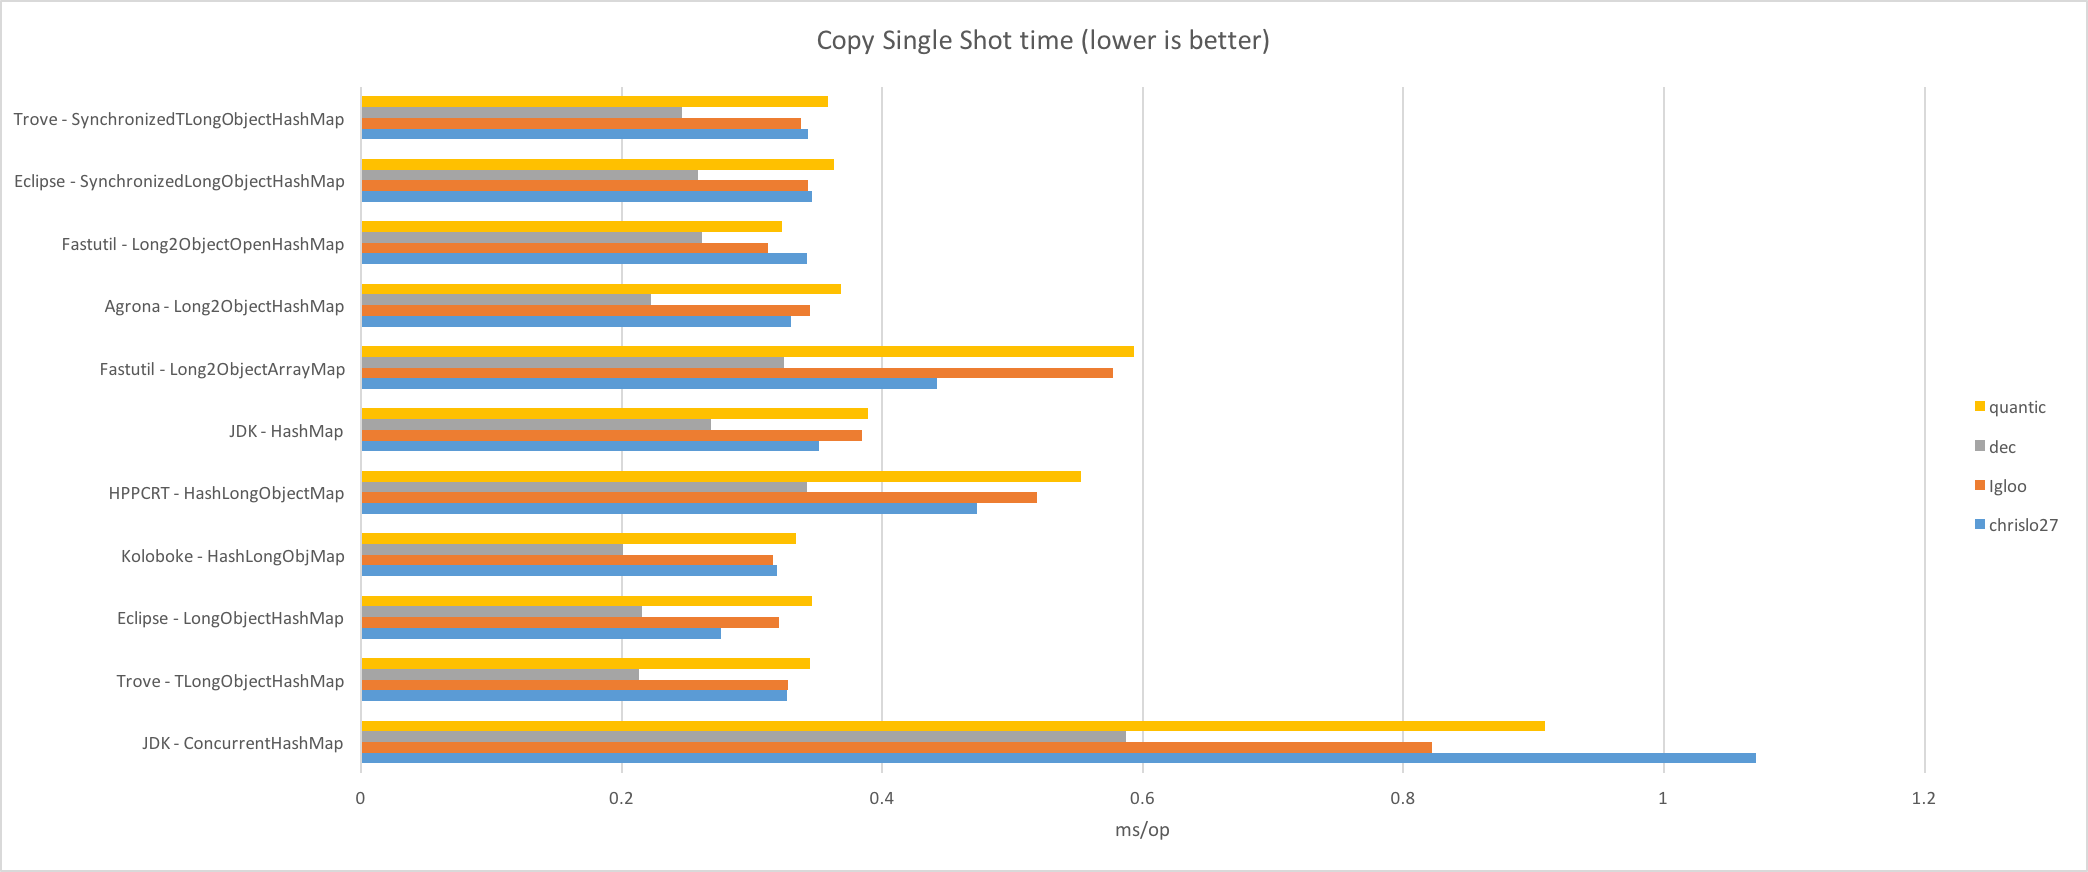 Copy Single Shot time (lower is better)
Trove - SynchronizedTLongObjectHashMap
Eclipse - SynchronizedLongObjectHashMap
Fastutil - Long2ObjectOpenHashMap
Agrona - Long2ObjectHashMap
Fastutil - Long2ObjectArrayMap
JDK - HashMap
HPPCRT - HashLongObjectMap
Koloboke - HashLongObjMap
Eclipse - LongObjectHashMap
Trove - TLongObjectHashMap
JDK - ConcurrentHashMap
0 0.2 0.4 0.6 0.8 1 1.2
ms/op
quantic
dec
Igloo
chrislo27